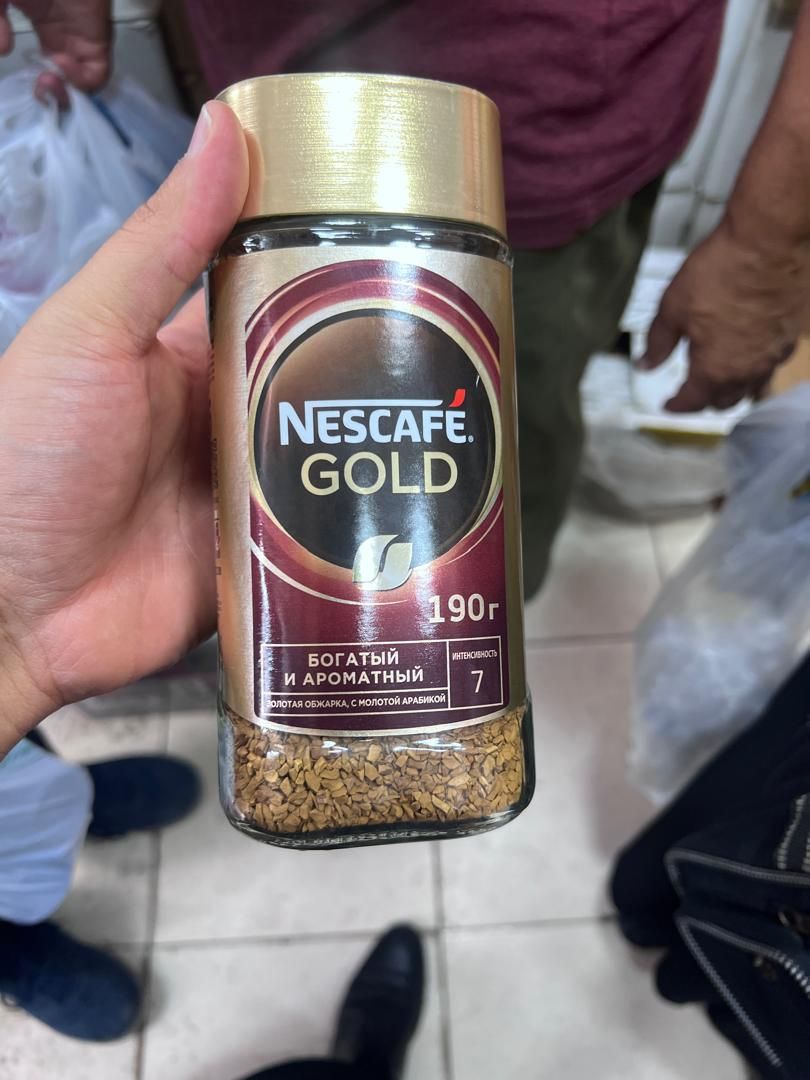 NESCAFÉ®
GOLD
190г
БОГАТЫЙ
И АРОМАТНЫЙ
ИНТЕНСИВНОСТЬ
7
ЗОЛОТАЯ ОБЖАРКА, С МОЛОТОЙ АРАБИКОЙ